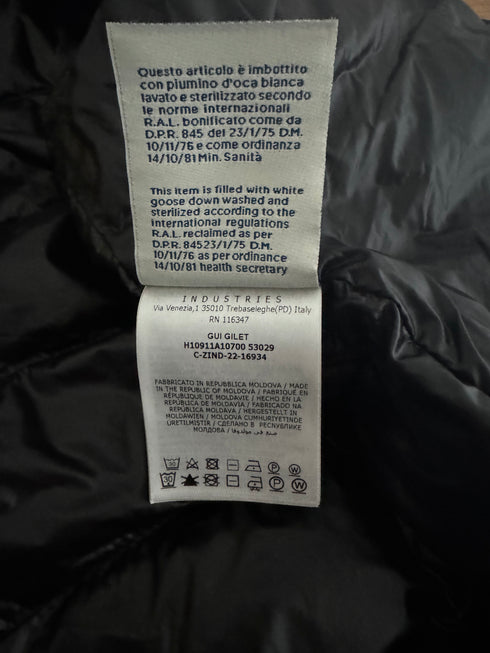 Questo articolo è imbottito
con piumino d'oca bianca
lavato e sterilizzato secondo
le norme internazionali
R.A.L. bonificato come da
D.P.R. 845 del 23/1/75 D.M.
10/11/76 e come ordinanza
14/10/81 Min. Sanità
This item is filled with white
goose down washed and
sterilized according to the
international regulations
R.A.L. reclaimed as per
D.P.R. 84523/1/75 D.M.
10/11/76 as per ordinance
14/10/81 health secretary
INDUSTRIES
Via Venezia,1 35010 Trebaseleghe(PD) Italy
RN 116347
GUI GILET
H10911A10700 53029
C-ZIND-22-16934
FABBRICATO IN REPUBBLICA MOLDOVA / MADE
IN THE REPUBLIC OF MOLDOVA / FABRIQUÉ EN
RÉPUBLIQUE DE MOLDAVIE / HECHO EN LA
REPÚBLICA DE MOLDAVIA / FABRICADO NA
REPÚBLICA MOLDAVA / HERGESTELLT IN
MOLDAWIEN / MOLDOVA CUMHURIYETINDE
ÜRETILMIŞTIR / СДЕЛАНО В РЕСПУБЛИКЕ
МОЛДОВА / صنع في مولدوفا
30 P W
30 P W